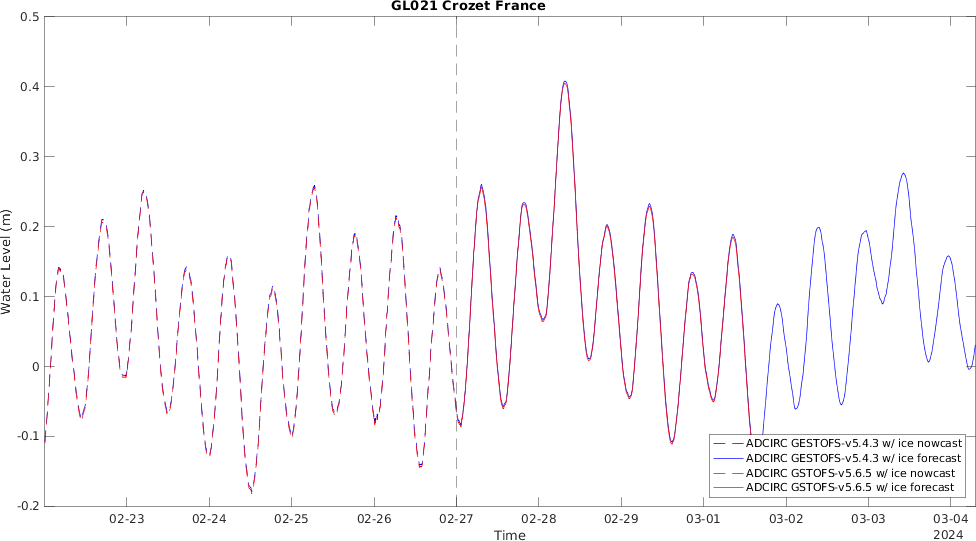 GL021 Crozet France
Water Level (m)
0.5
0.4
0.3
0.2
0.1
0
-0.1
-0.2
ADCIRC GESTOFS-v5.4.3 w/ ice nowcast
ADCIRC GESTOFS-v5.4.3 w/ ice forecast
ADCIRC GSTOFS-v5.6.5 w/ ice nowcast
ADCIRC GSTOFS-v5.6.5 w/ ice forecast
02-23 02-24 02-25 02-26 02-27 02-28 02-29 03-01 03-02 03-03 03-04
Time 2024